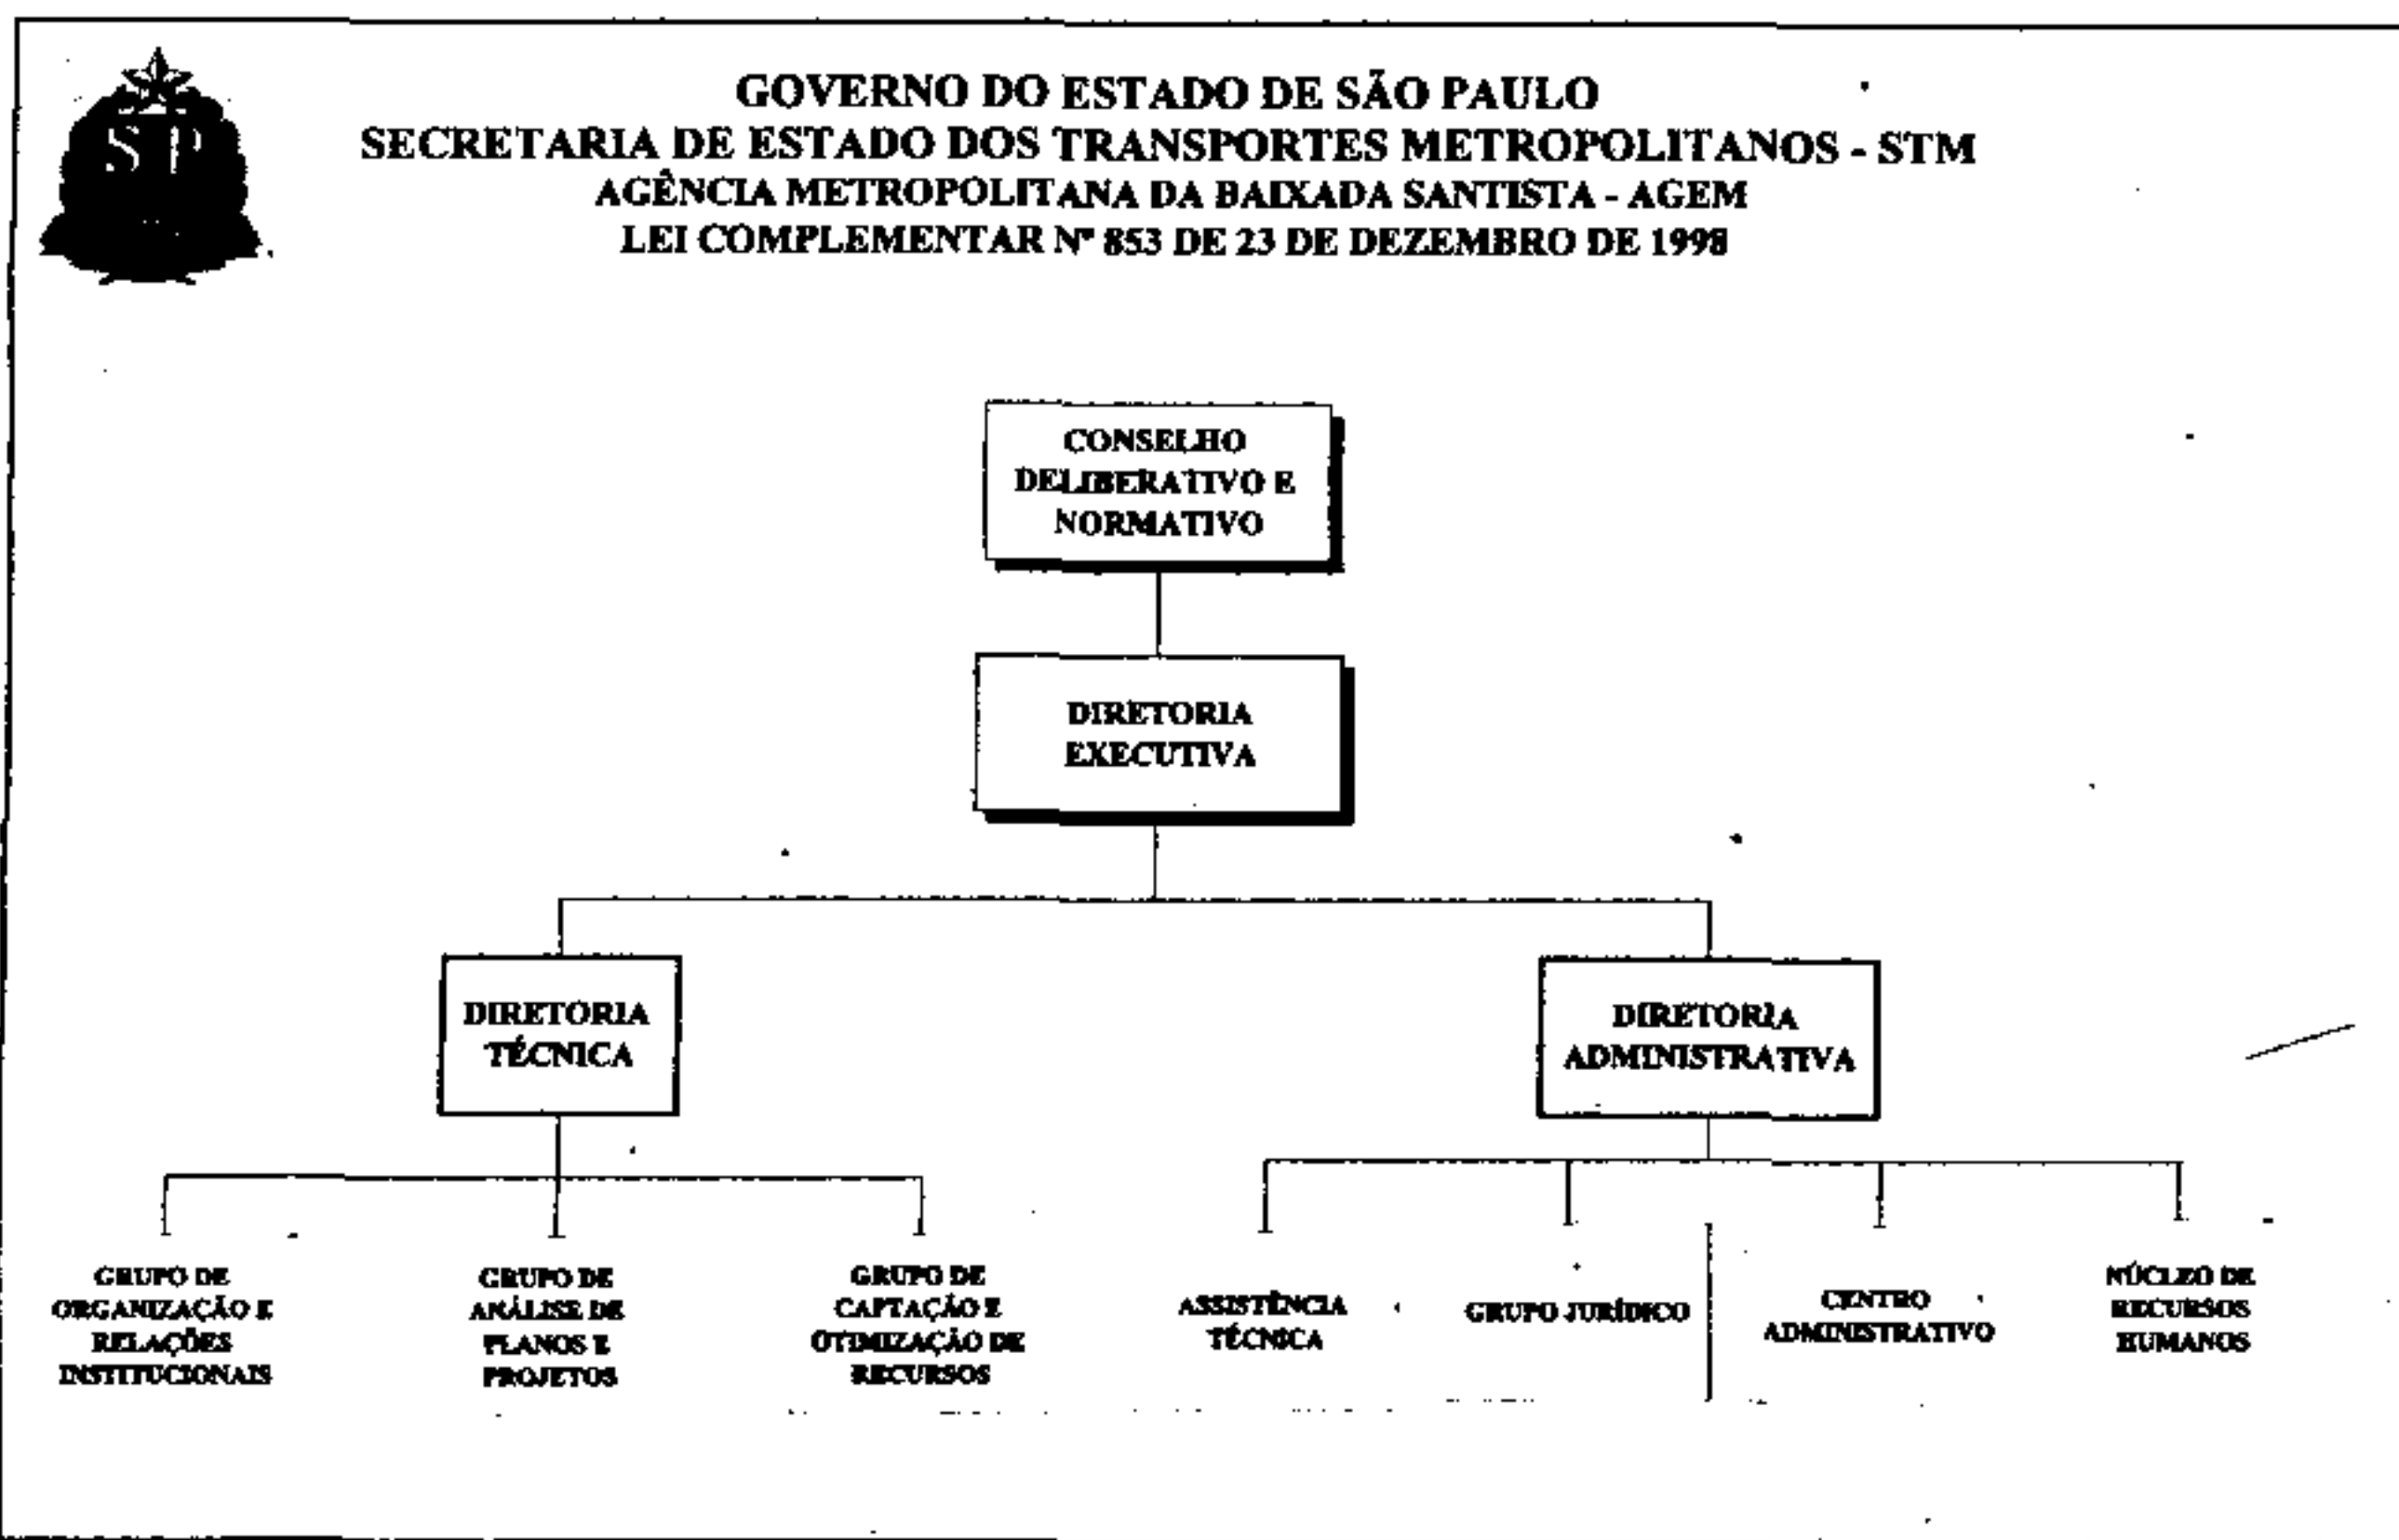 SP
GOVERNO DO ESTADO DE SÃO PAULO
SECRETARIA DE ESTADO DOS TRANSPORTES METROPOLITANOS - STM
AGÊNCIA METROPOLITANA DA BAIXADA SANTISTA - AGEM
LEI COMPLEMENTAR Nº 853 DE 23 DE DEZEMBRO DE 1998
CONSELHO
DELIBERATIVO E
NORMATIVO
DIRETORIA
EXECUTIVA
DIRETORIA
TÉCNICA
DIRETORIA
ADMINISTRATIVA
GRUPO DE
ORGANIZAÇÃO E
RELAÇÕES
INSTITUCIONAIS
GRUPO DE
ANÁLISE DE
PLANOS E
PROJETOS
GRUPO DE
CAPTAÇÃO E
OTIMIZAÇÃO DE
RECURSOS
ASSISTÊNCIA
TÉCNICA
GRUPO JURÍDICO
CENTRO
ADMINISTRATIVO
NÚCLEO DE
RECURSOS
HUMANOS